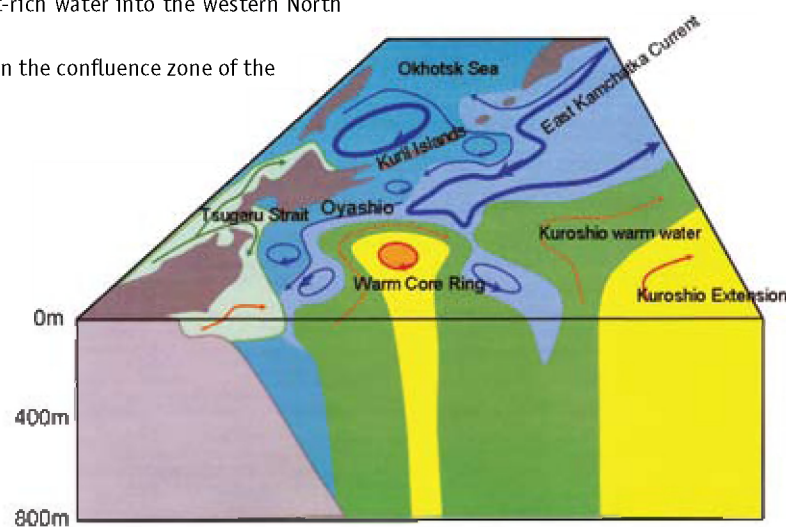 t-rich water into the western North
n the confluence zone of the
Okhotsk Sea
East Kamchatka Current
Kuril Islands
Tsugaru Strait
Oyashio
Kuroshio warm water
Warm Core Ring
Kuroshio Extension
0m
400m
800m